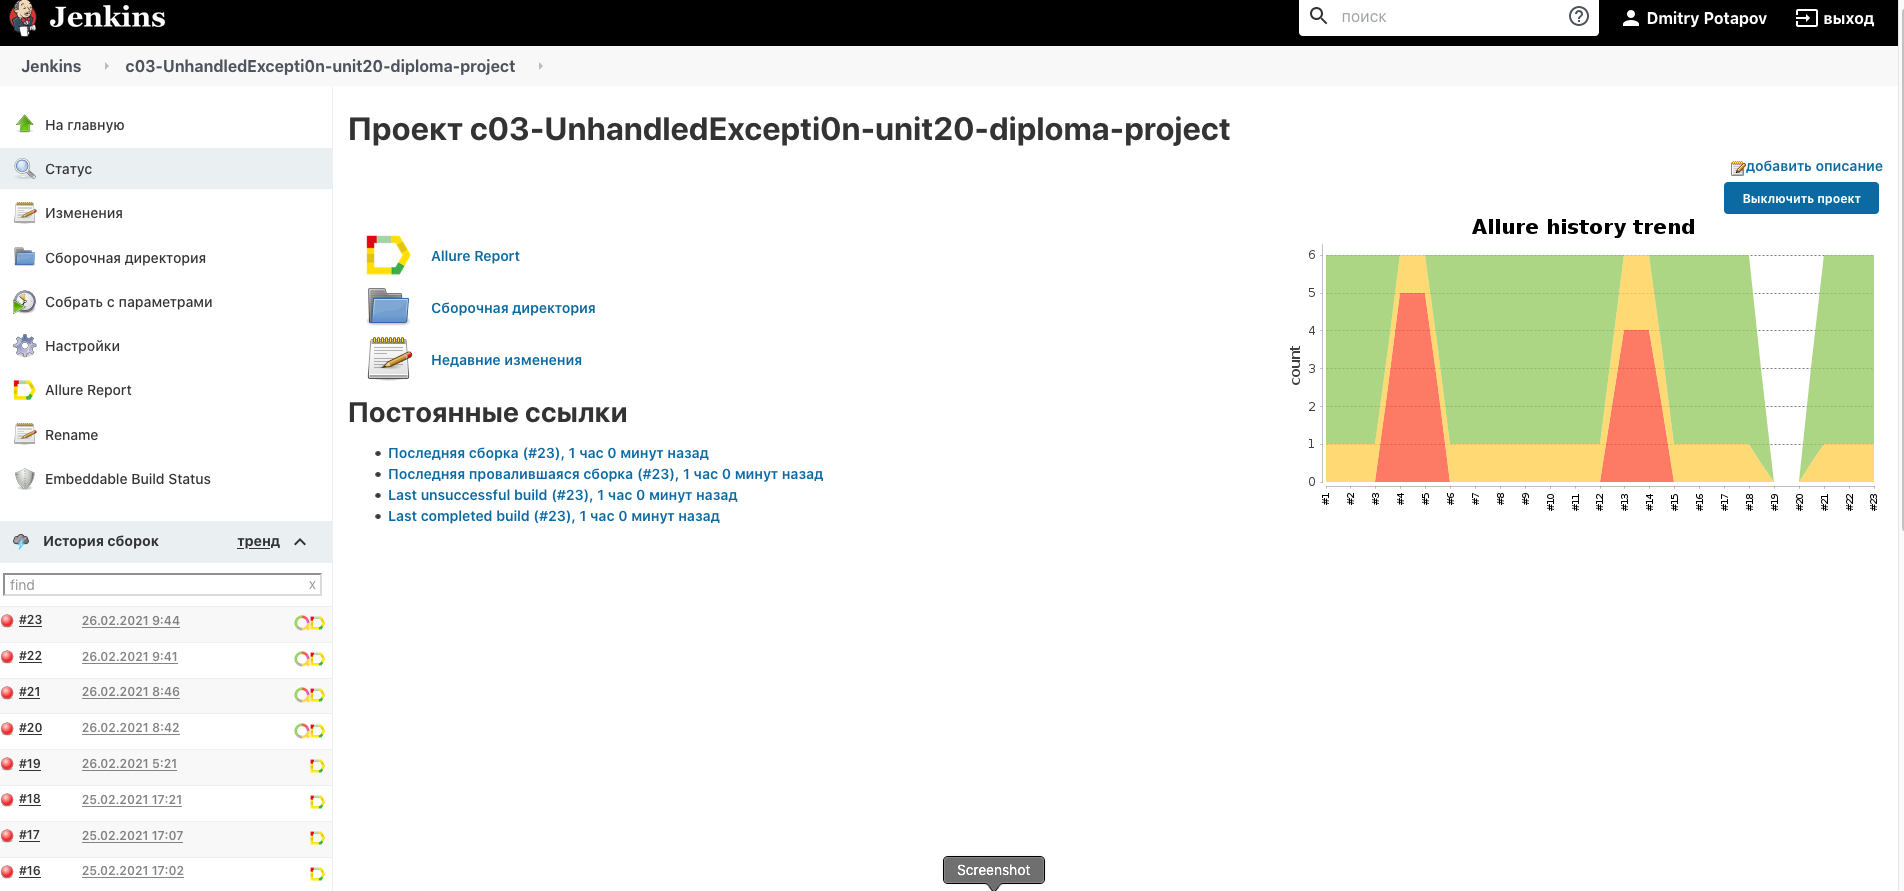 Jenkins
поиск
Dmitry Potapov
выход
Jenkins
c03-UnhandledExcepti0n-unit20-diploma-project
На главную
Статус
Изменения
Сборочная директория
Собрать с параметрами
Настройки
Allure Report
Rename
Embeddable Build Status
История сборок
тренд
find
x
#23 26.02.2021 9:44
#22 26.02.2021 9:41
#21 26.02.2021 8:46
#20 26.02.2021 8:42
#19 26.02.2021 5:21
#18 25.02.2021 17:21
#17 25.02.2021 17:07
#16 25.02.2021 17:02
Проект c03-UnhandledExcepti0n-unit20-diploma-project
добавить описание
Выключить проект
Allure Report
Сборочная директория
Недавние изменения
Постоянные ссылки
Последняя сборка (#23), 1 час 0 минут назад
Последняя провалившаяся сборка (#23), 1 час 0 минут назад
Last unsuccessful build (#23), 1 час 0 минут назад
Last completed build (#23), 1 час 0 минут назад
Allure history trend
count
6
5
4
3
2
1
0
#1 #2 #3 #4 #5 #6 #7 #8 #9 #10 #11 #12 #13 #14 #15 #16 #17 #18 #19 #20 #21 #22 #23
Screenshot